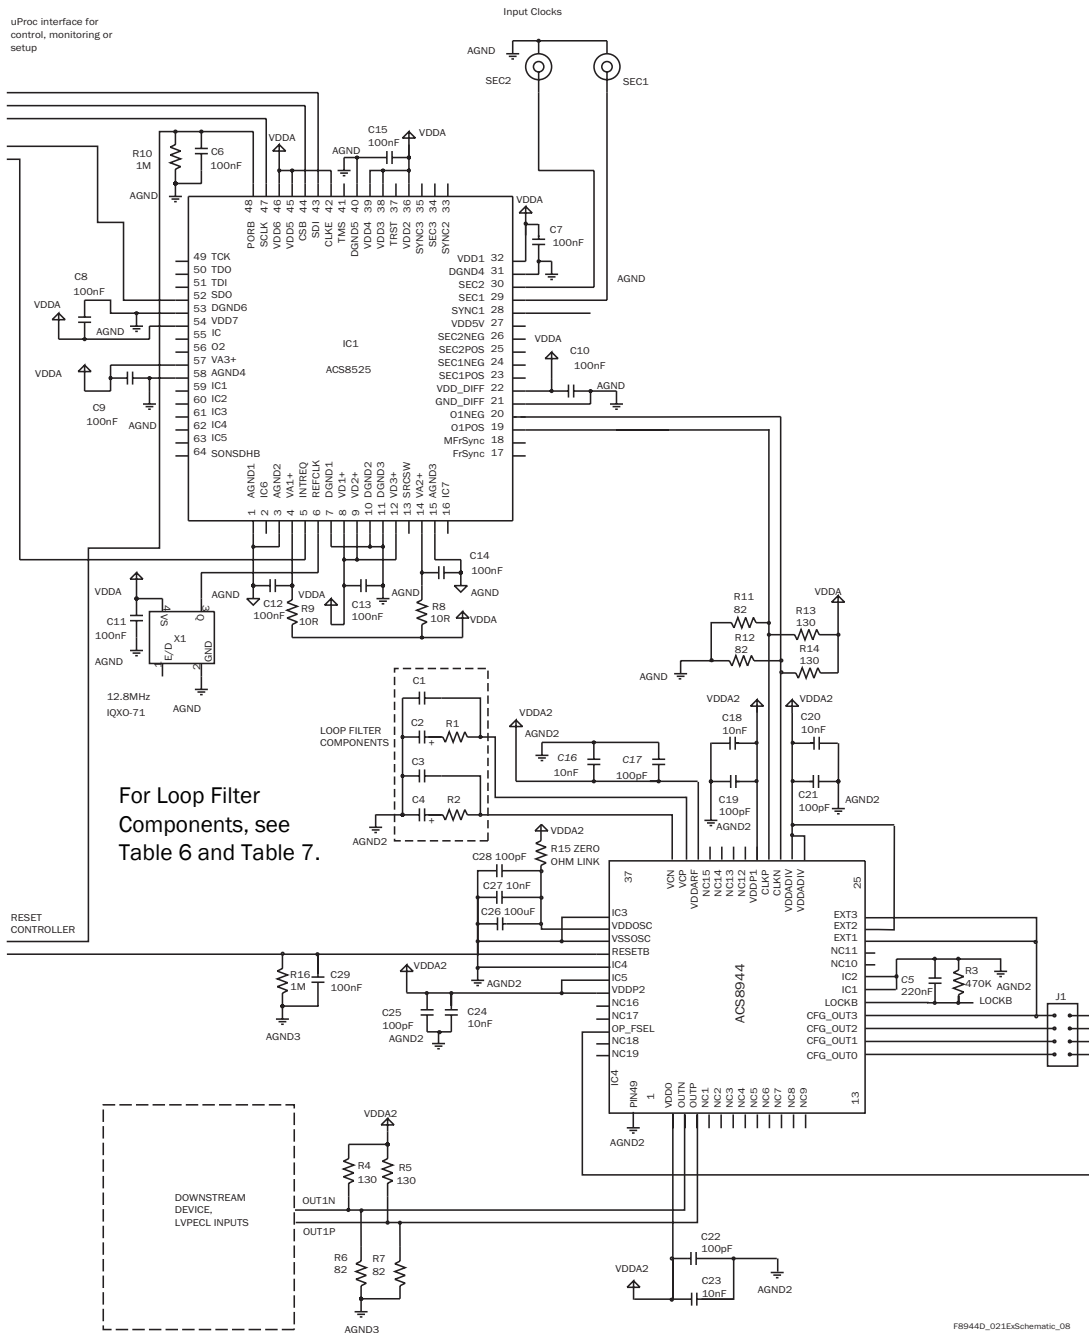 Input Clocks
uProc interface for
control, monitoring or
setup
AGND
SEC2
SEC1
R10
1M
C6
100nF
AGND
VDDA
AGND
C15
100nF
VDDA
48 PORB
47 SCLK
46 VDD6
45 VDD5
44 CSB
43 SDI
42 CLKE
41 TMS
40 DGND5
39 VDD4
38 VDD3
37 TRST
36 VDD2
35 SYNC3
34 SEC3
33 SYNC2
VDDA
C7
100nF
AGND
49 TCK
50 TDO
51 TDI
52 SDO
53 DGND6
54 VDD7
55 IC
56 O2
57 VA3+
58 AGND4
59 IC1
60 IC2
61 IC3
62 IC4
63 IC5
64 SONSDHB
C8
100nF
VDDA
AGND
VDDA
C9
100nF
AGND
IC1
ACS8525
VDD1 32
DGND4 31
SEC2 30
SEC1 29
SYNC1 28
VDD5V 27
SEC2NEG 26
SEC2POS 25
SEC1NEG 24
SEC1POS 23
VDD_DIFF 22
GND_DIFF 21
O1NEG 20
O1POS 19
MFrSync 18
FrSync 17
VDDA
C10
100nF
AGND
1 AGND1
2 IC6
3 AGND2
4 VA1+
5 INTREQ
6 REFCLK
7 DGND1
8 VD1+
9 VD2+
10 DGND2
11 DGND3
12 VD3+
13 SRCSW
14 VA2+
15 AGND3
16 IC7
VDDA
C11
100nF
AGND
4 VS
3 Q
X1
1 E/D
2 GND
12.8MHz
IQXO-71
AGND
AGND
C12
100nF
R9
10R
VDDA
C13
100nF
AGND
R8
10R
C14
100nF
AGND
VDDA
R11
82
R12
82
R13
130
R14
130
VDDA
AGND
LOOP FILTER
COMPONENTS
C1
C2
+
R1
C3
C4
+
R2
AGND2
For Loop Filter
Components, see
Table 6 and Table 7.
VDDA2
AGND2
C16
10nF
C17
100pF
VDDA2
C18
10nF
C19
100pF
AGND2
VDDA2
C20
10nF
C21
100pF
AGND2
VDDA2
R15 ZERO
OHM LINK
C28 100pF
C27 10nF
C26 100uF
AGND2
37
VCN
VCP
VDDARF
NC15
NC14
NC13
NC12
VDDP1
CLKP
CLKN
VDDADIV
VDDADIV
25
IC3
VDDOSC
VSSOSC
RESETB
IC4
IC5
VDDP2
NC16
NC17
OP_FSEL
NC18
NC19
ACS8944
IC4
EXT3
EXT2
EXT1
NC11
NC10
IC2
IC1
LOCKB
CFG_OUT3
CFG_OUT2
CFG_OUT1
CFG_OUT0
C5
220nF
R3
470K
AGND2
LOCKB
J1
RESET
CONTROLLER
R16
1M
C29
100nF
AGND3
VDDA2
C25
100pF
C24
10nF
AGND2
PIN49
1
VDDO
OUTN
OUTP
NC1
NC2
NC3
NC4
NC5
NC6
NC7
NC8
NC9
13
AGND2
DOWNSTREAM
DEVICE,
LVPECL INPUTS
VDDA2
R4
130
R5
130
OUT1N
OUT1P
R6
82
R7
82
AGND3
C22
100pF
VDDA2
C23
10nF
AGND2
F8944D_021ExSchematic_08